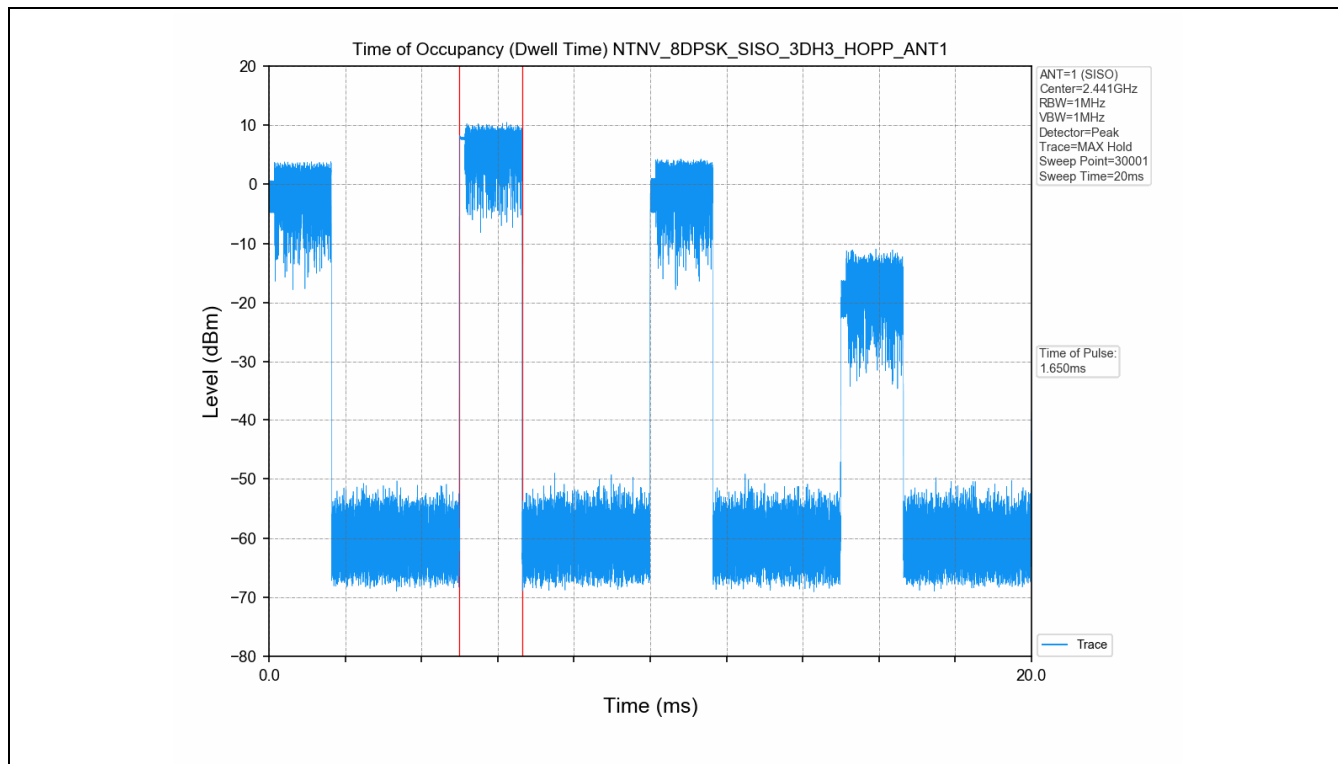 Time of Occupancy (Dwell Time) NTNV_8DPSK_SISO_3DH3_HOPP_ANT1
20
10
0
−10
−20
−30
−40
−50
−60
−70
−80
Level (dBm)
0.0
20.0
Time (ms)
ANT=1 (SISO)
Center=2.441GHz
RBW=1MHz
VBW=1MHz
Detector=Peak
Trace=MAX Hold
Sweep Point=30001
Sweep Time=20ms
Time of Pulse:
1.650ms
Trace